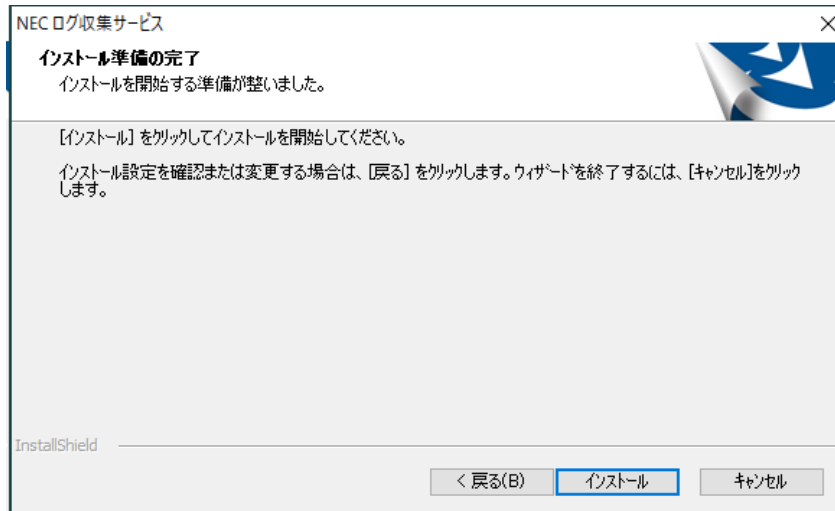 NEC ログ収集サービス
インストール準備の完了
インストールを開始する準備が整いました。
[インストール] をクリックしてインストールを開始してください。
インストール設定を確認または変更する場合は、[戻る] をクリックします。ウィザードを終了するには、[キャンセル]をクリック
します。
InstallShield
< 戻る(B)
インストール
キャンセル